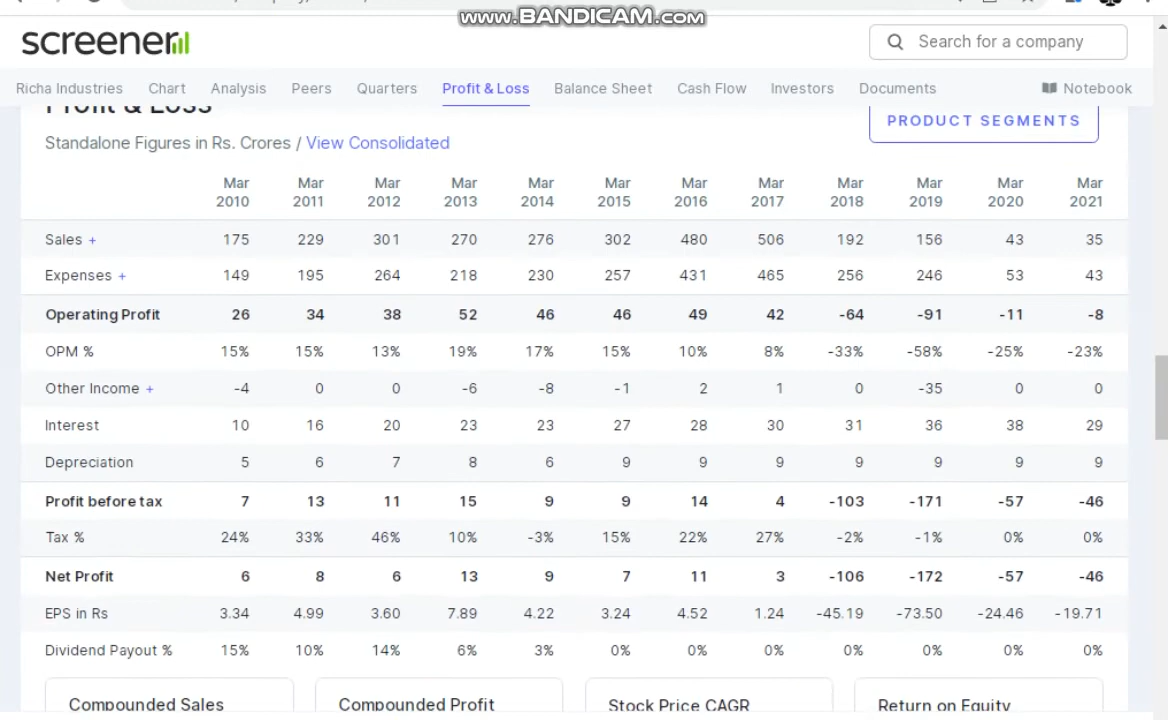 www.BANDICAM.com
screener
Search for a company
Richa Industries Chart Analysis Peers Quarters Profit & Loss Balance Sheet Cash Flow Investors Documents Notebook
Profit & Loss
PRODUCT SEGMENTS
Standalone Figures in Rs. Crores / View Consolidated
Mar Mar Mar Mar Mar Mar Mar Mar Mar Mar Mar Mar
2010 2011 2012 2013 2014 2015 2016 2017 2018 2019 2020 2021
Sales + 175 229 301 270 276 302 480 506 192 156 43 35
Expenses + 149 195 264 218 230 257 431 465 256 246 53 43
Operating Profit 26 34 38 52 46 46 49 42 -64 -91 -11 -8
OPM % 15% 15% 13% 19% 17% 15% 10% 8% -33% -58% -25% -23%
Other Income + -4 0 0 -6 -8 -1 2 1 0 -35 0 0
Interest 10 16 20 23 23 27 28 30 31 36 38 29
Depreciation 5 6 7 8 6 9 9 9 9 9 9 9
Profit before tax 7 13 11 15 9 9 14 4 -103 -171 -57 -46
Tax % 24% 33% 46% 10% -3% 15% 22% 27% -2% -1% 0% 0%
Net Profit 6 8 6 13 9 7 11 3 -106 -172 -57 -46
EPS in Rs 3.34 4.99 3.60 7.89 4.22 3.24 4.52 1.24 -45.19 -73.50 -24.46 -19.71
Dividend Payout % 15% 10% 14% 6% 3% 0% 0% 0% 0% 0% 0% 0%
Compounded Sales Compounded Profit Stock Price CAGR Return on Equity